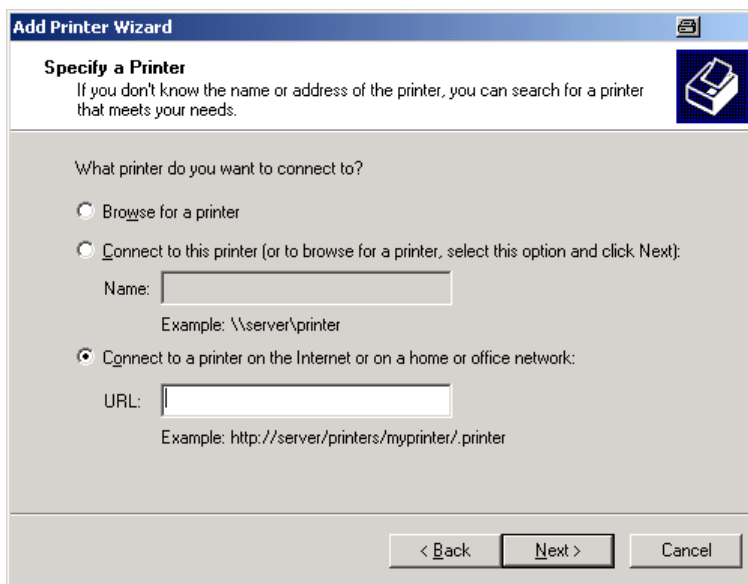 Add Printer Wizard
Specify a Printer
If you don't know the name or address of the printer, you can search for a printer
that meets your needs.
What printer do you want to connect to?
Browse for a printer
Connect to this printer (or to browse for a printer, select this option and click Next):
Name:
Example: \\server\printer
Connect to a printer on the Internet or on a home or office network:
URL:
Example: http://server/printers/myprinter/.printer
< Back Next > Cancel